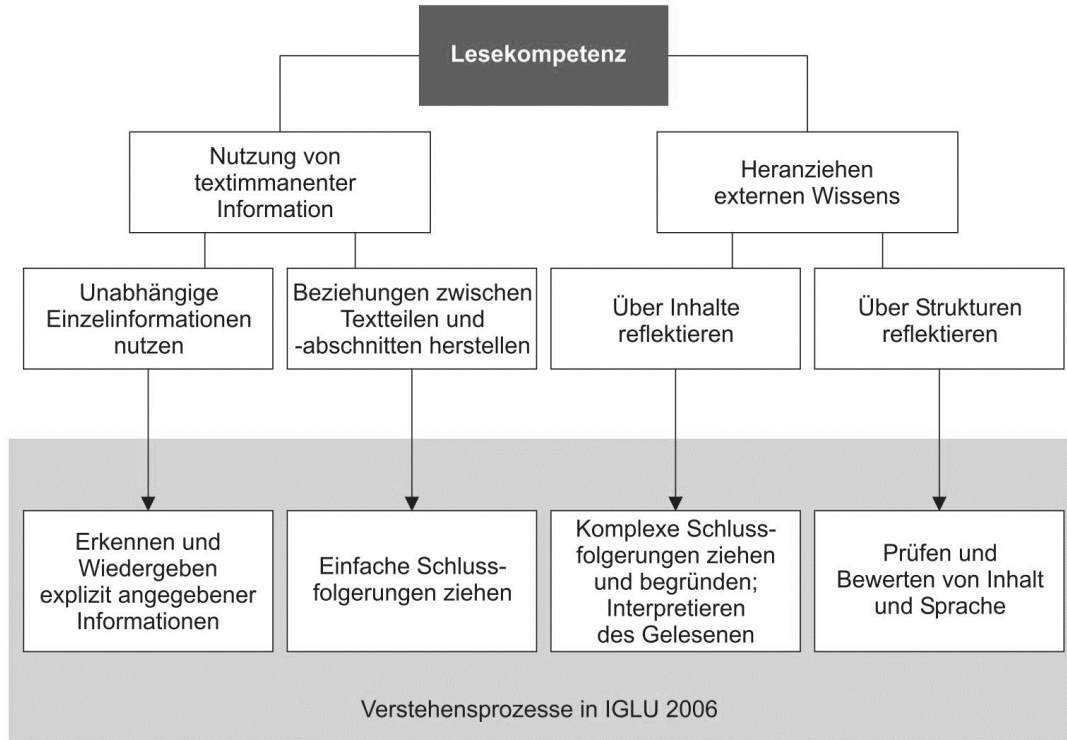 Lesekompetenz
Nutzung von
textimmanenter
Information
Heranziehen
externen Wissens
Unabhängige
Einzelinformationen
nutzen
Beziehungen zwischen
Textteilen und
-abschnitten herstellen
Über Inhalte
reflektieren
Über Strukturen
reflektieren
Erkennen und
Wiedergeben
explizit angegebener
Informationen
Einfache Schluss-
folgerungen ziehen
Komplexe Schluss-
folgerungen ziehen
und begründen;
Interpretieren
des Gelesenen
Prüfen und
Bewerten von Inhalt
und Sprache
Verstehensprozesse in IGLU 2006